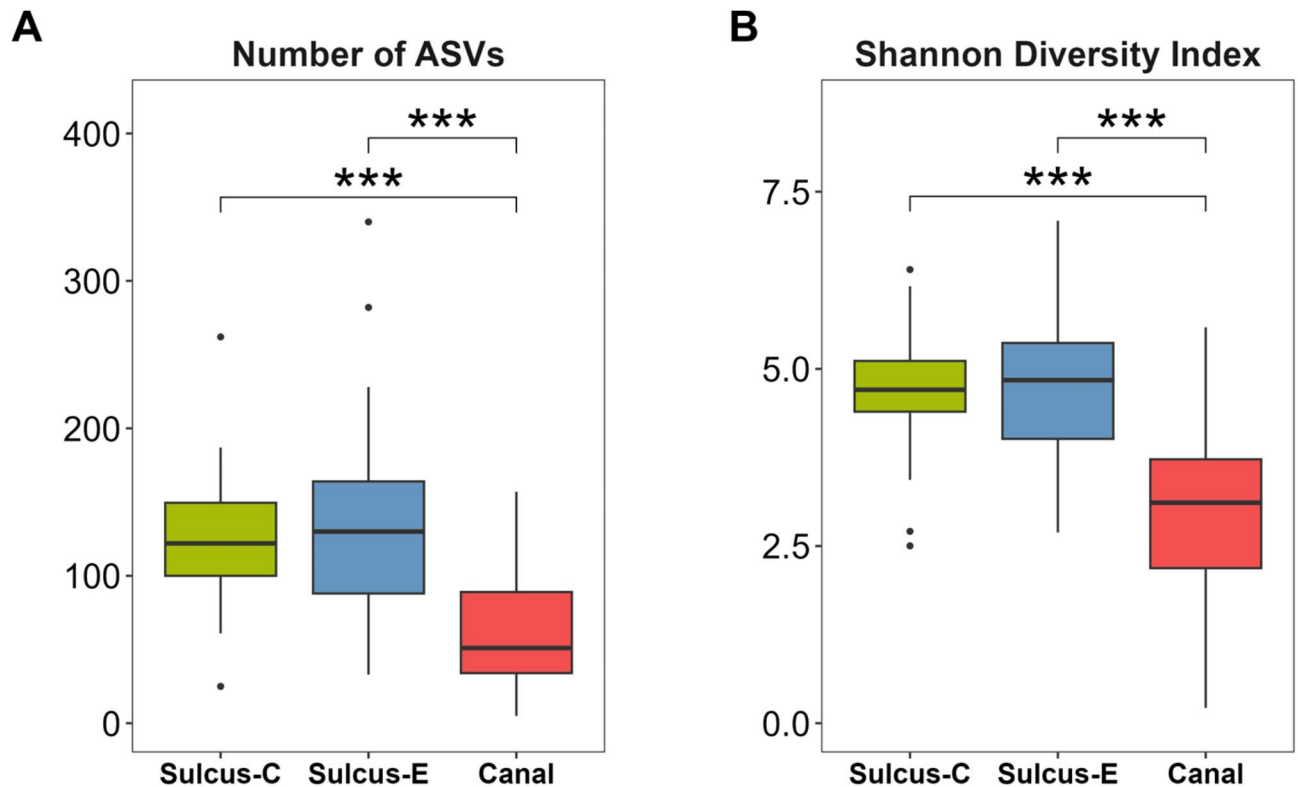 A
Number of ASVs
400
300
200
100
0
***
***
Sulcus-C Sulcus-E Canal
B
Shannon Diversity Index
7.5
5.0
2.5
0.0
***
***
Sulcus-C Sulcus-E Canal